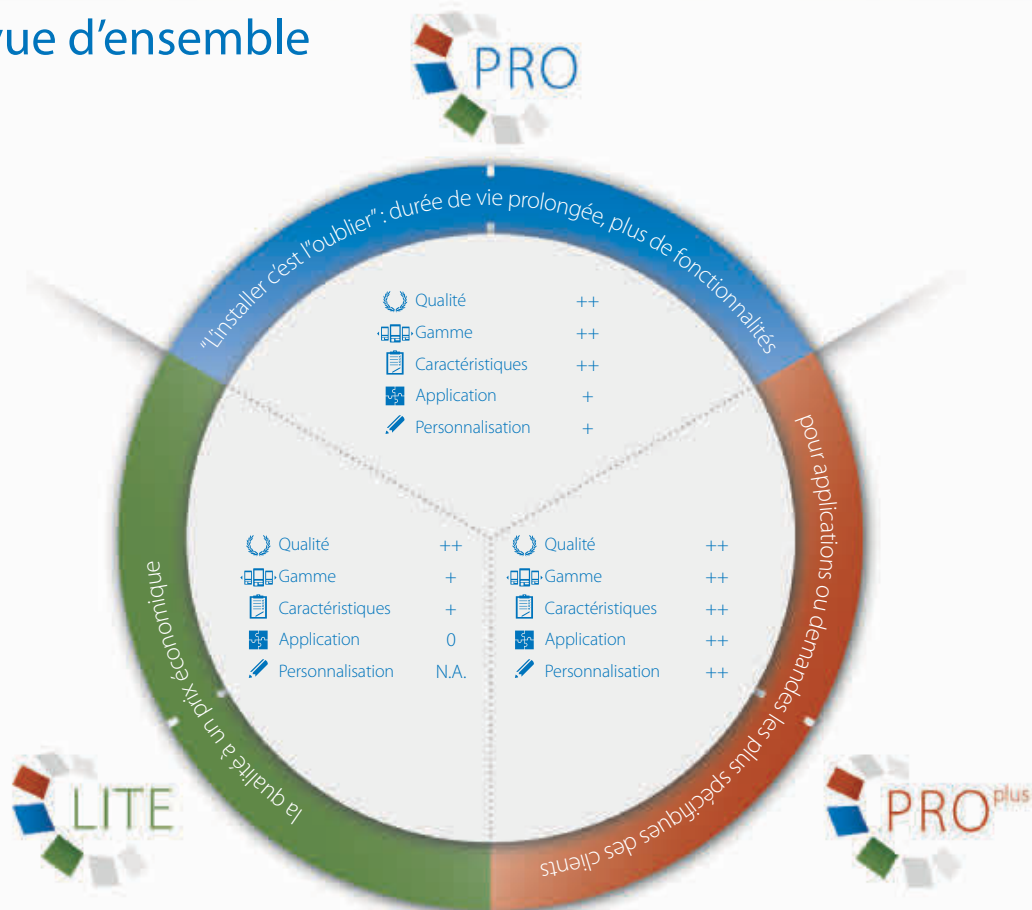 vue d'ensemble
PRO
"L'installer c'est l"oublier" : durée de vie prolongée, plus de fonctionnalités
Qualité ++
Gamme ++
Caractéristiques ++
Application +
Personnalisation +
la qualité à un prix économique
Qualité ++
Gamme +
Caractéristiques +
Application 0
Personnalisation N.A.
pour applications ou demandes les plus spécifiques des clients
Qualité ++
Gamme ++
Caractéristiques ++
Application ++
Personnalisation ++
LITE
PRO plus